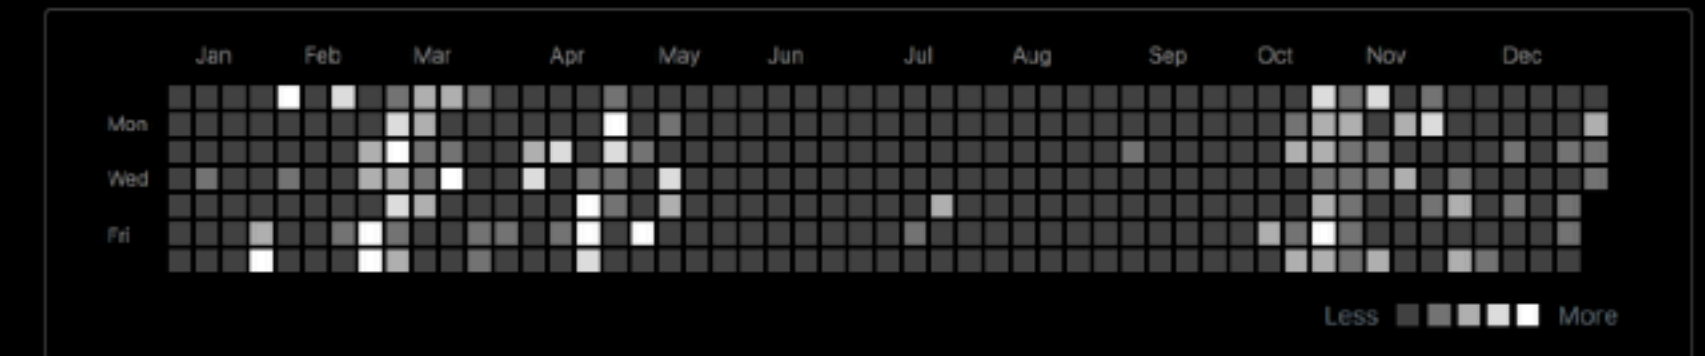 Jan Feb Mar Apr May Jun Jul Aug Sep Oct Nov Dec
Mon
Wed
Fri
Less More